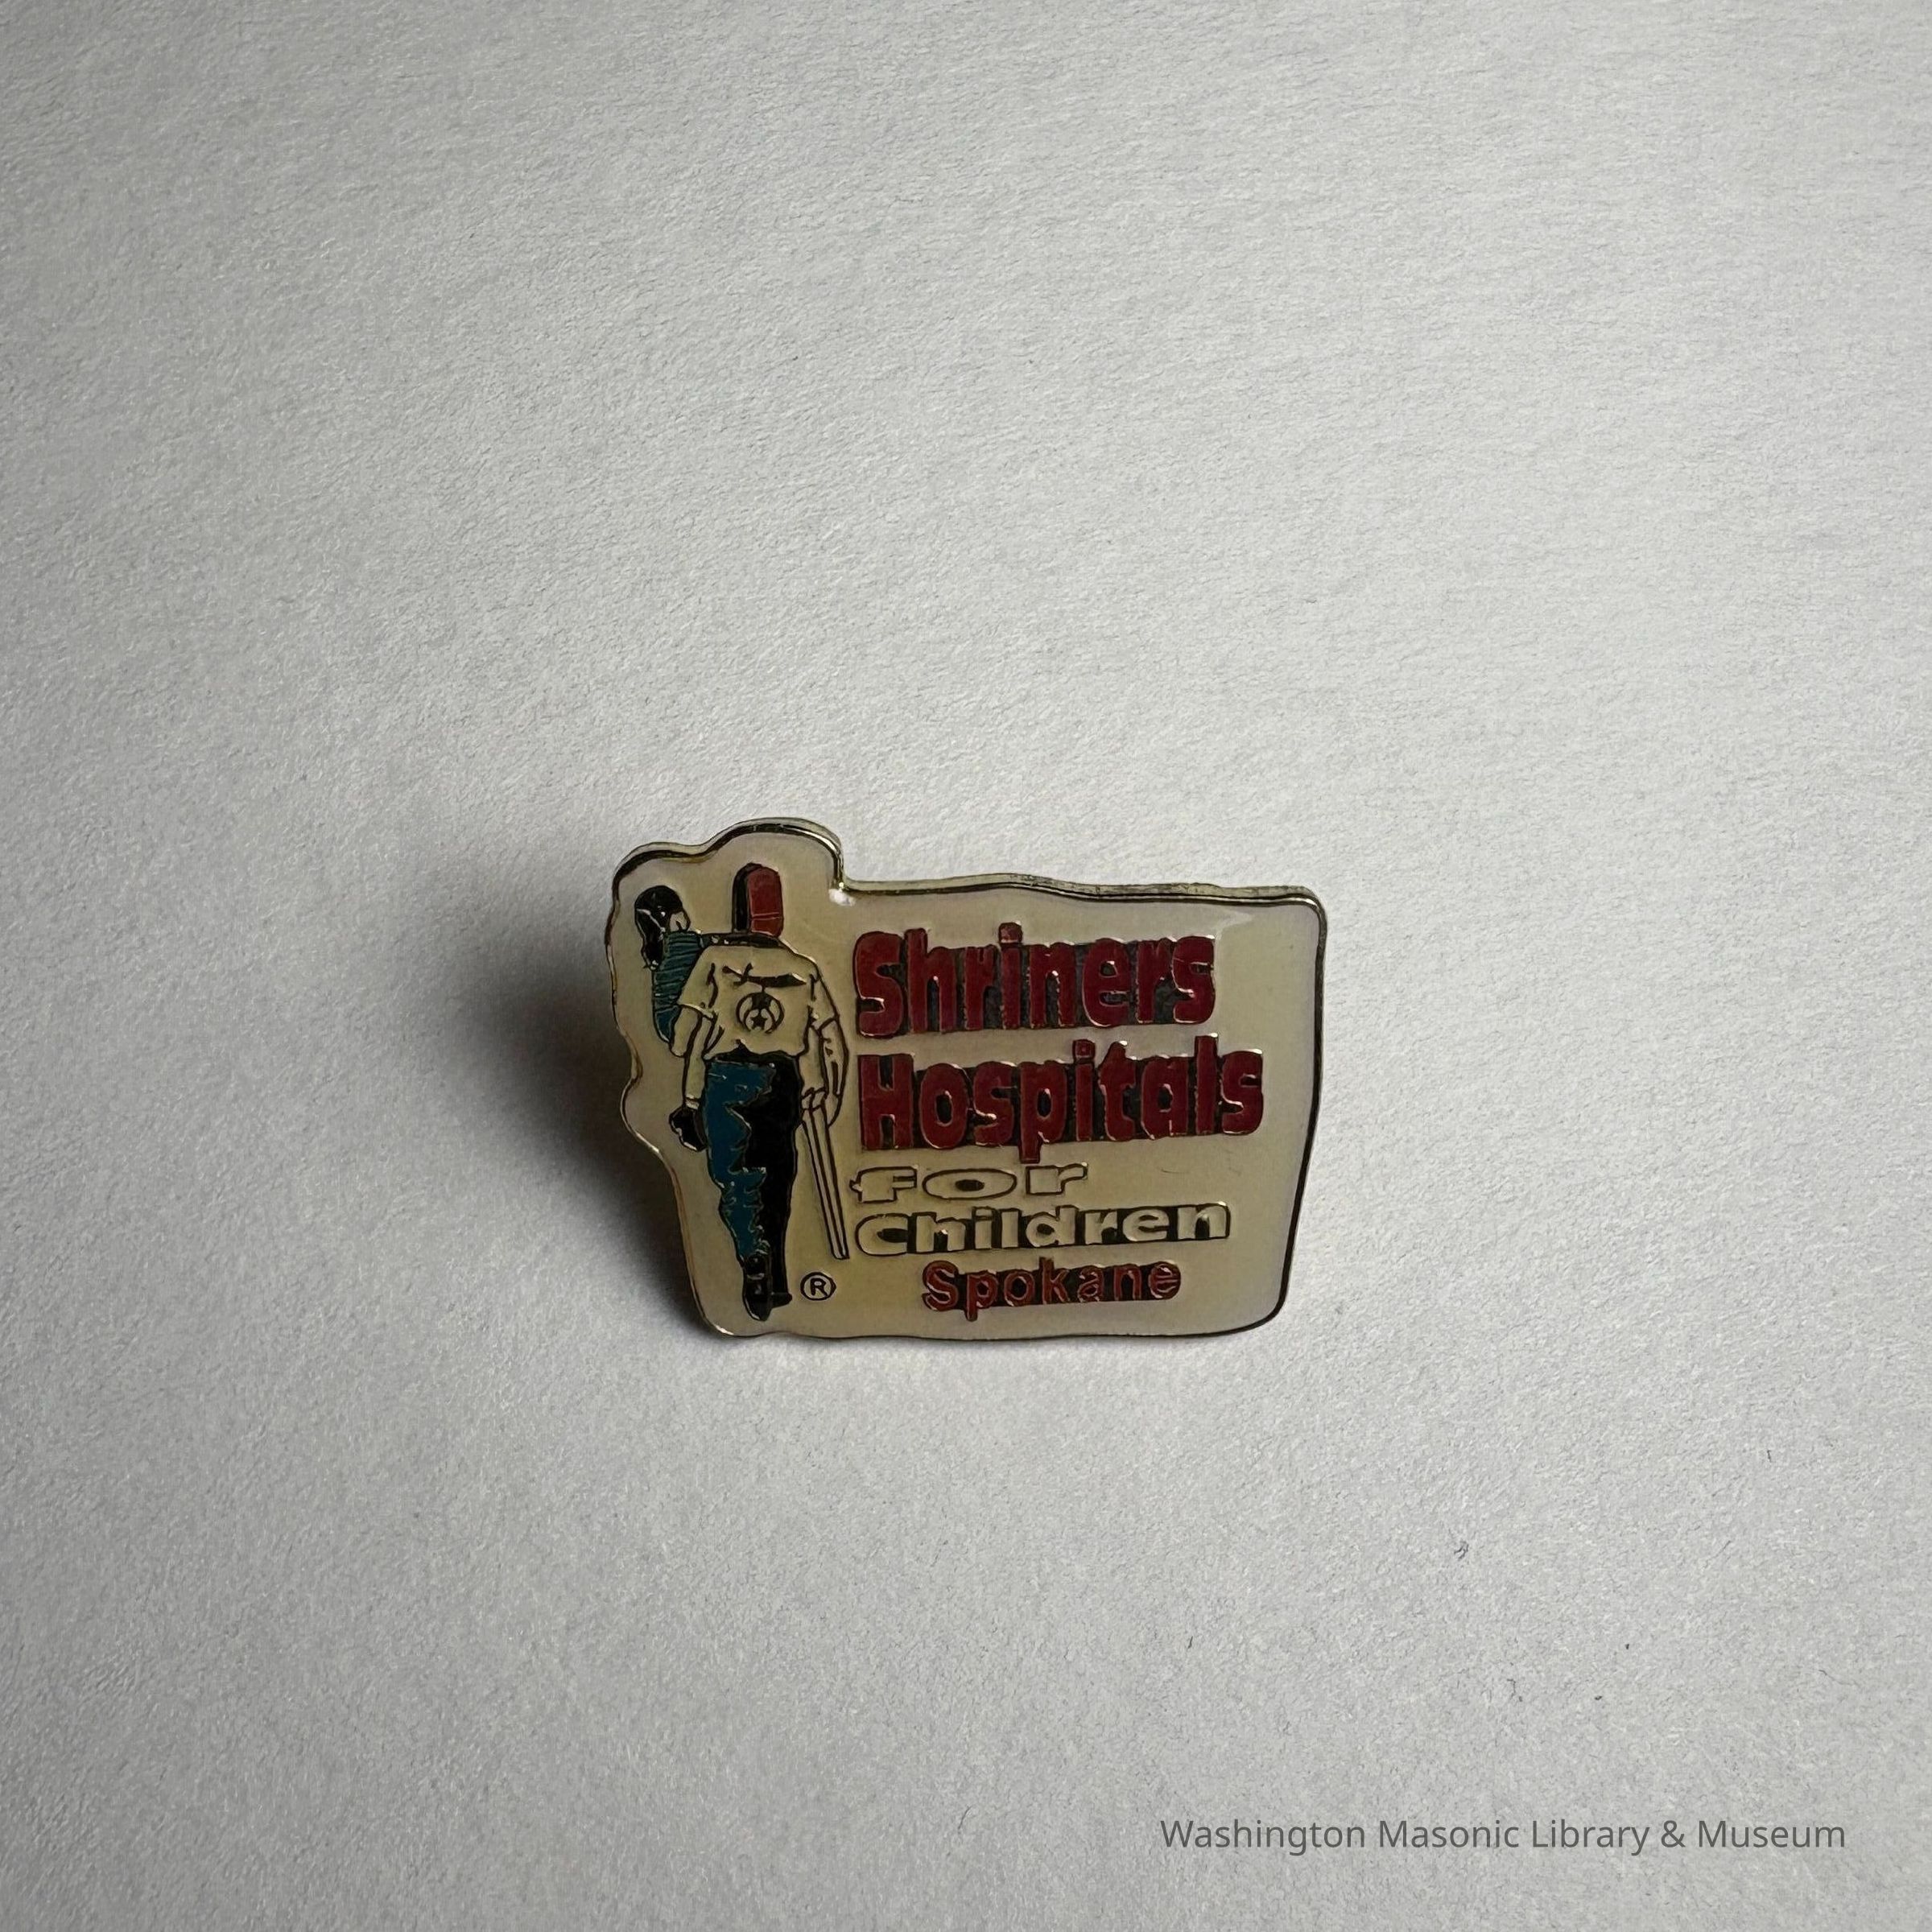 Shriners
Hospitals
for
Children
Spokane
®
Washington Masonic Library & Museum